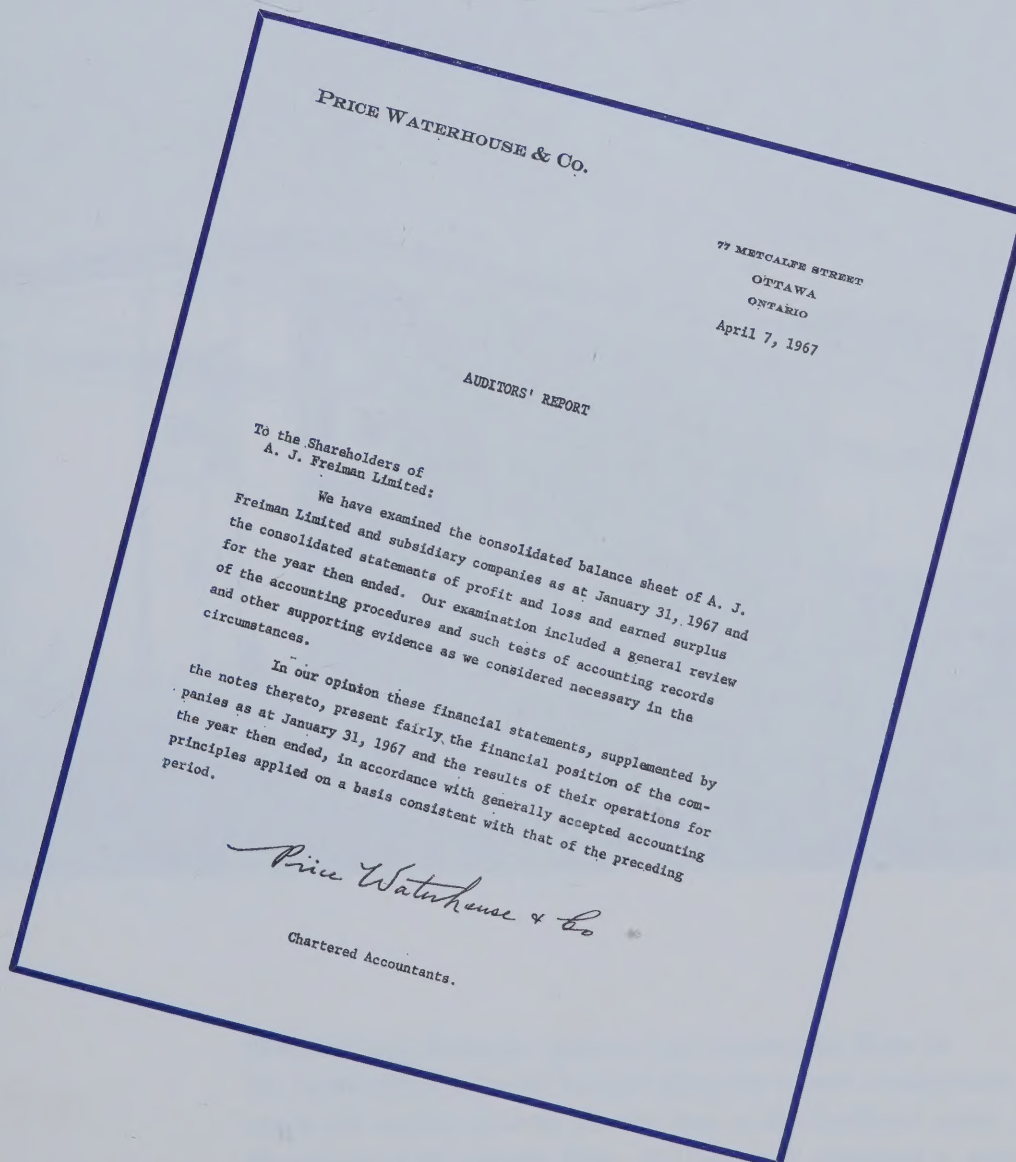 PRICE WATERHOUSE & CO.
77 METCALFE STREET
OTTAWA
ONTARIO
April 7, 1967
AUDITORS' REPORT
To the Shareholders of
A. J. Freiman Limited:
We have examined the consolidated balance sheet of A. J.
Freiman Limited and subsidiary companies as at January 31, 1967 and
the consolidated statements of profit and loss and earned surplus
for the year then ended. Our examination included a general review
of the accounting procedures and such tests of accounting records
and other supporting evidence as we considered necessary in the
circumstances.
In our opinion these financial statements, supplemented by
the notes thereto, present fairly the financial position of the com-
panies as at January 31, 1967 and the results of their operations for
the year then ended, in accordance with generally accepted accounting
principles applied on a basis consistent with that of the preceding
period.
Price Waterhouse & Co
Chartered Accountants.